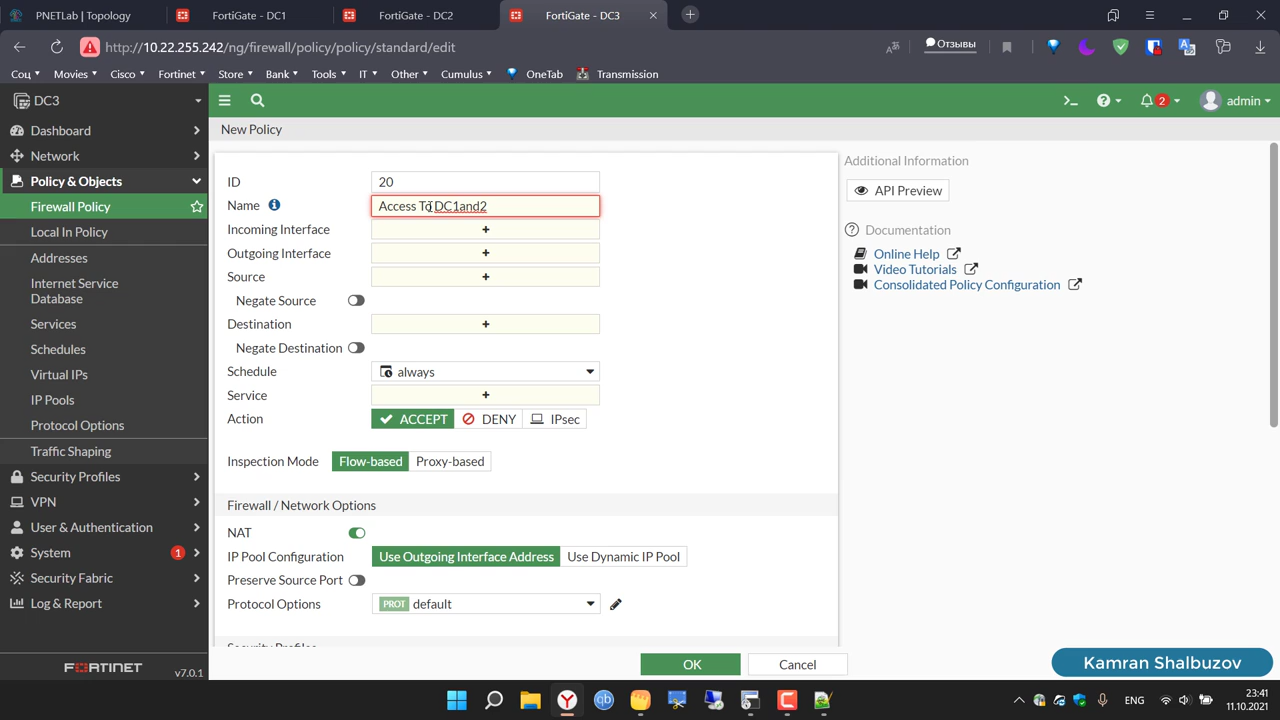 PNETLab | Topology
FortiGate - DC1
FortiGate - DC2
FortiGate - DC3
http://10.22.255.242/ng/firewall/policy/policy/standard/edit
Отзывы
Соц
Movies
Cisco
Fortinet
Store
Bank
Tools
IT
Other
Cumulus
OneTab
Transmission
DC3
2
admin
Dashboard
Network
Policy & Objects
Firewall Policy
Local In Policy
Addresses
Internet Service
Database
Services
Schedules
Virtual IPs
IP Pools
Protocol Options
Traffic Shaping
Security Profiles
VPN
User & Authentication
System 1
Security Fabric
Log & Report
FORTINET
v7.0.1
New Policy
ID 20
Name Access To DC1and2
Incoming Interface
Outgoing Interface
Source
Negate Source
Destination
Negate Destination
Schedule always
Service
Action ACCEPT DENY IPsec
Inspection Mode Flow-based Proxy-based
Firewall / Network Options
NAT
IP Pool Configuration Use Outgoing Interface Address Use Dynamic IP Pool
Preserve Source Port
Protocol Options PROT default
Security Profiles
OK
Cancel
Additional Information
API Preview
Documentation
Online Help
Video Tutorials
Consolidated Policy Configuration
Kamran Shalbuzov
ENG
23:41
11.10.2021